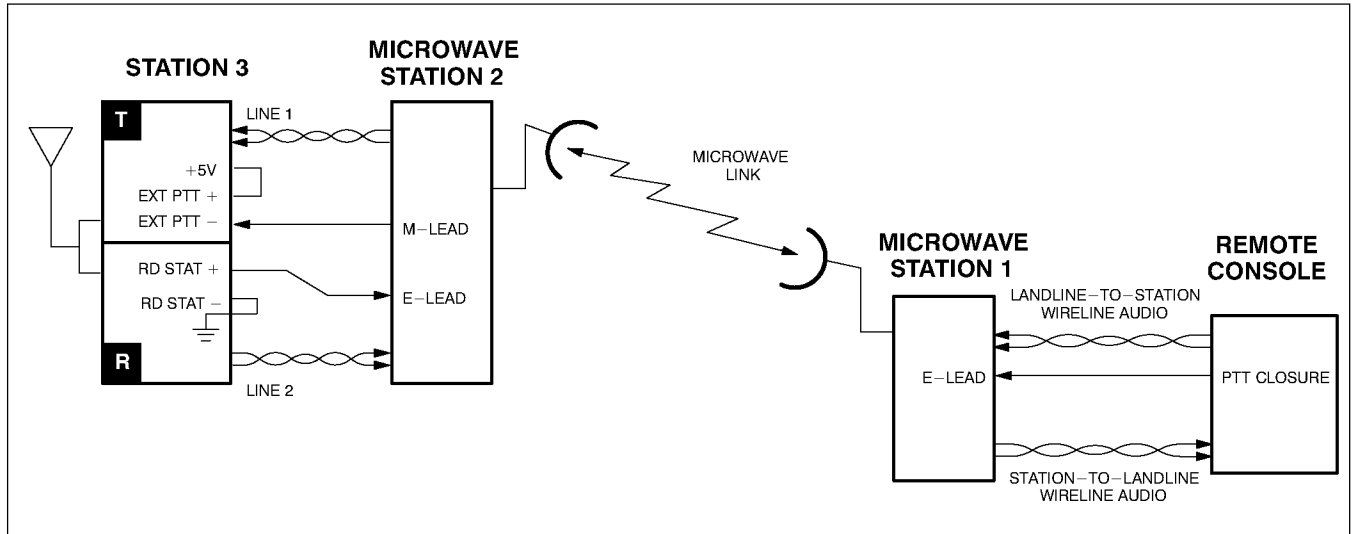 STATION 3
T
LINE 1
+5V
EXT PTT +
EXT PTT −
RD STAT +
RD STAT −
R
LINE 2
MICROWAVE
STATION 2
M−LEAD
E−LEAD
MICROWAVE
LINK
MICROWAVE
STATION 1
E−LEAD
LANDLINE−TO−STATION
WIRELINE AUDIO
STATION−TO−LANDLINE
WIRELINE AUDIO
REMOTE
CONSOLE
PTT CLOSURE